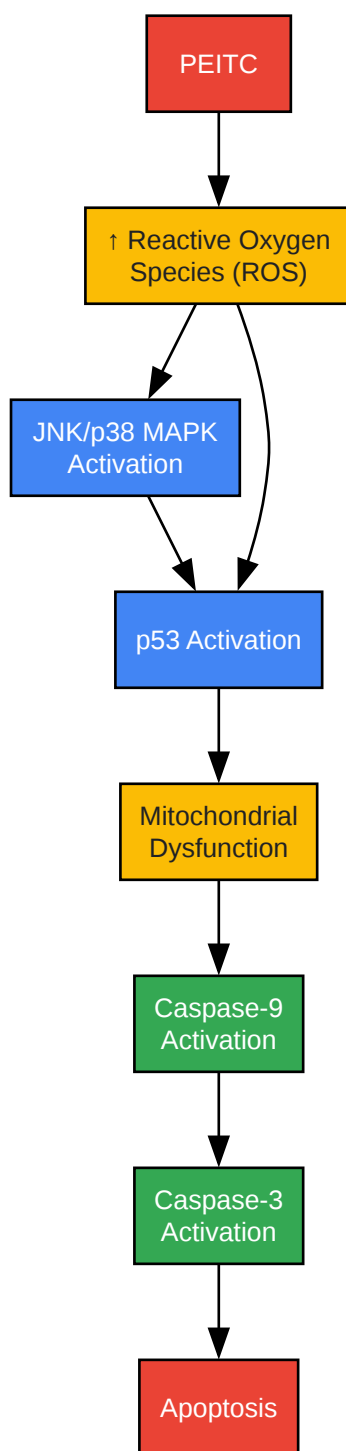 PEITC
↑ Reactive Oxygen
Species (ROS)
JNK/p38 MAPK
Activation
p53 Activation
Mitochondrial
Dysfunction
Caspase-9
Activation
Caspase-3
Activation
Apoptosis